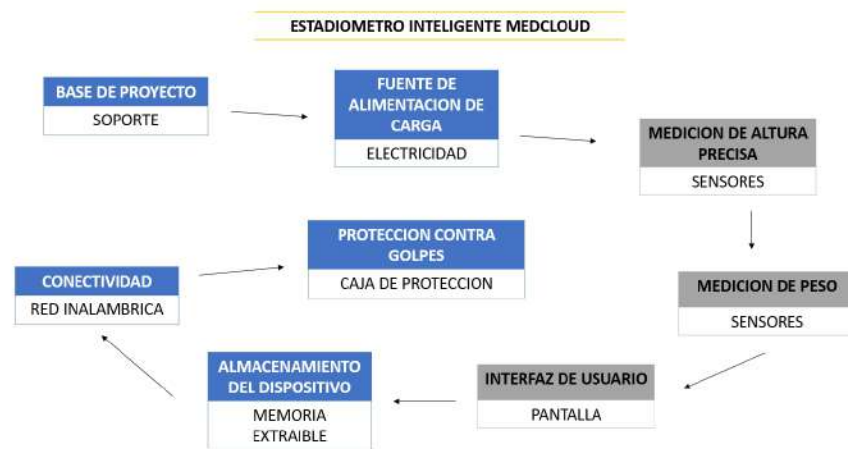 ESTADIOMETRO INTELIGENTE MEDCLOUD
BASE DE PROYECTO
SOPORTE
FUENTE DE
ALIMENTACION DE
CARGA
ELECTRICIDAD
MEDICION DE ALTURA
PRECISA
SENSORES
MEDICION DE PESO
SENSORES
INTERFAZ DE USUARIO
PANTALLA
ALMACENAMIENTO
DEL DISPOSITIVO
MEMORIA
EXTRAIBLE
CONECTIVIDAD
RED INALAMBRICA
PROTECCION CONTRA
GOLPES
CAJA DE PROTECCION